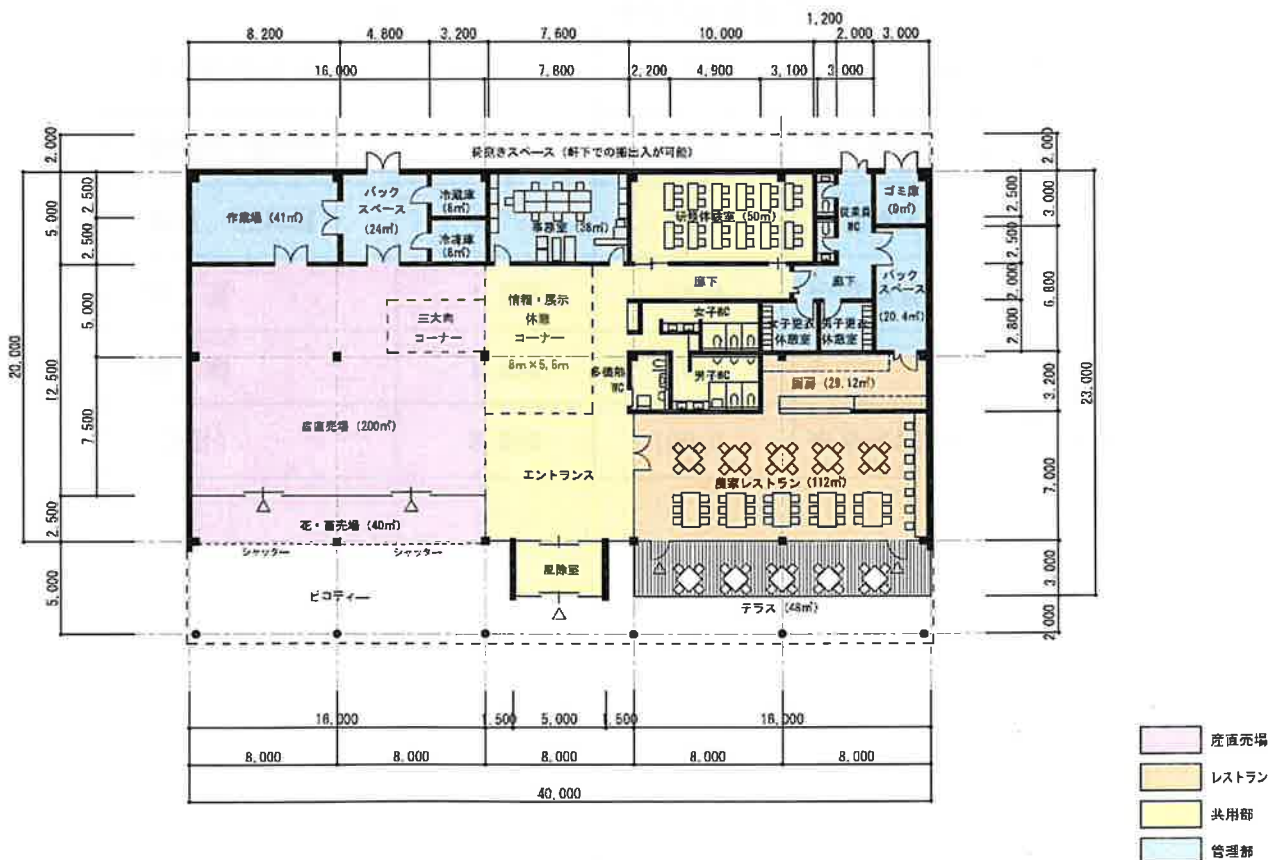 1,200
8,200 4,800 3,200 7,600 10,000 2,000 3,000
16,000 7,800 2,200 4,900 3,100 3,000
2,000
荷捌きスペース（軒下での搬出入が可能）
2,000
作業場（41㎡）
バック
スペース
（24㎡）
冷蔵庫
（8㎡）
冷凍庫
（8㎡）
事務室（38㎡）
研修体験室（50㎡）
従業員
WC
ゴミ庫
（9㎡）
バック
スペース
（20.4㎡）
廊下
廊下
三大肉
コーナー
情報・展示
休憩
コーナー
8m×5,6m
女子WC
女子更衣
休憩室
男子更衣
休憩室
多機能
WC
男子WC
厨房（29.12㎡）
産直売場（200㎡）
エントランス
農家レストラン（112㎡）
花・苗売場（40㎡）
シャッター
シャッター
風除室
ピロティー
テラス（48㎡）
20,000
5,900
2,500
2,500
5,000
12,500
7,500
2,500
5,000
2,500
2,500
2,000
2,800
3,000
6,800
3,200
7,000
3,000
2,000
23,000
16,000 1,500 5,000 1,500 16,000
8,000 8,000 8,000 8,000 8,000
40,000
産直売場
レストラン
共用部
管理部